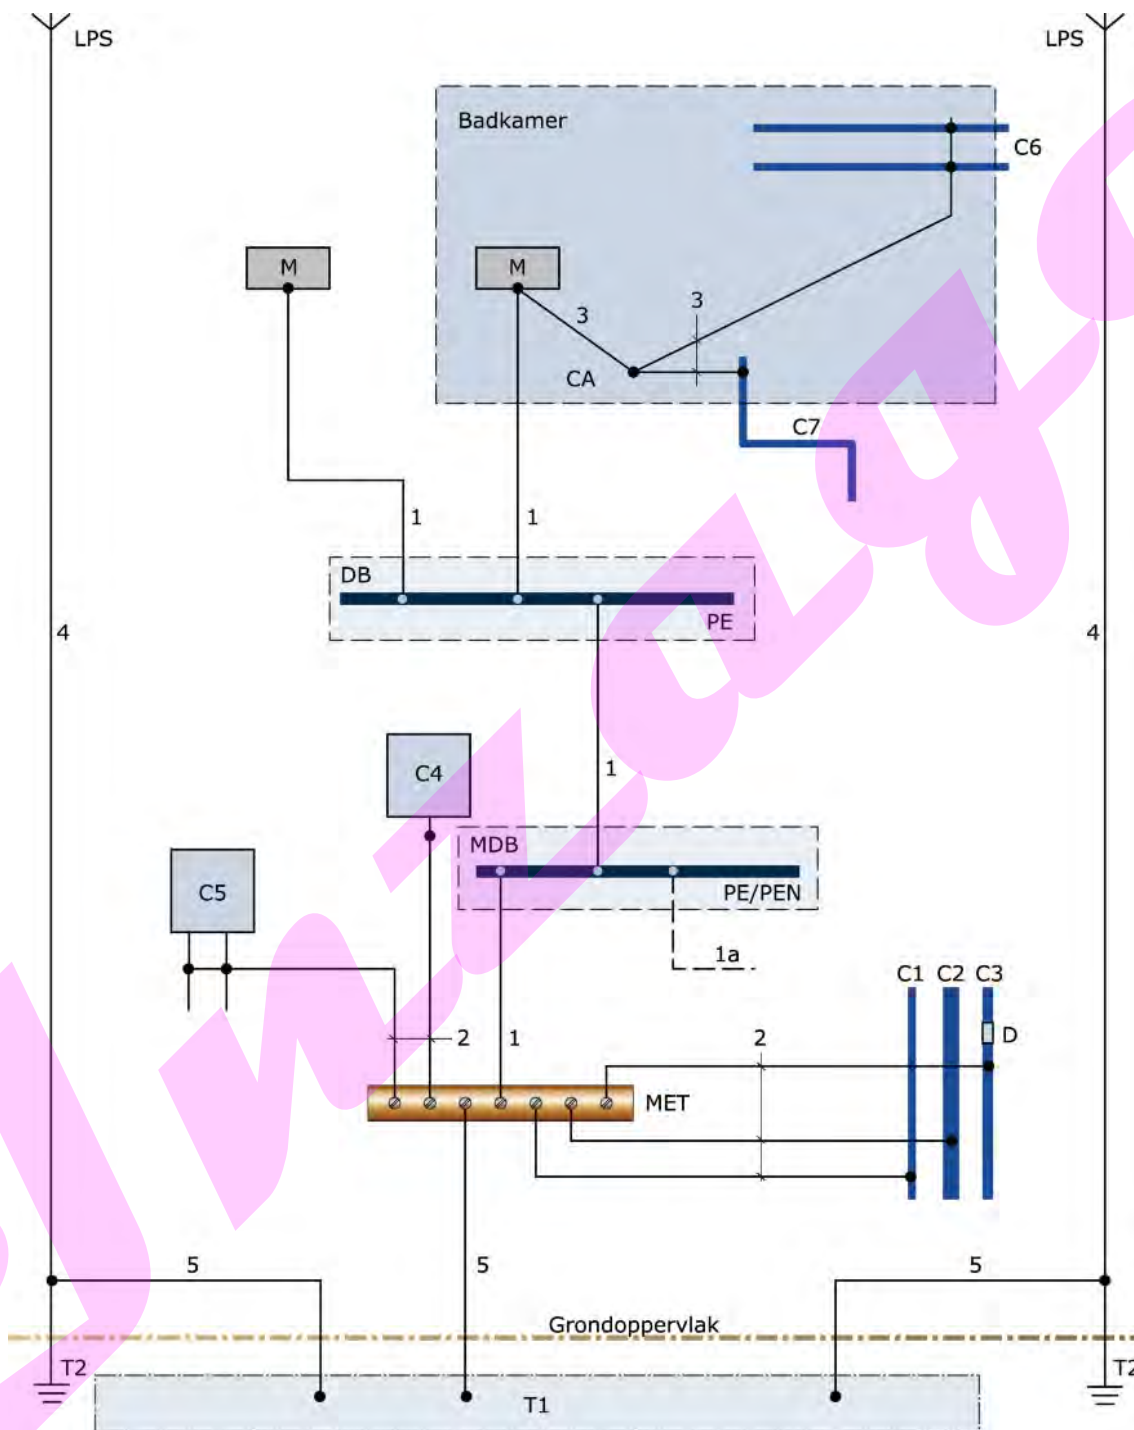 LPS
LPS
Badkamer
C6
M
M
3
3
CA
C7
1
1
DB
PE
4
4
C4
1
MDB
C5
PE/PEN
1a
C1
C2
C3
2
1
2
D
MET
5
5
5
Grondoppervlak
T2
T2
T1